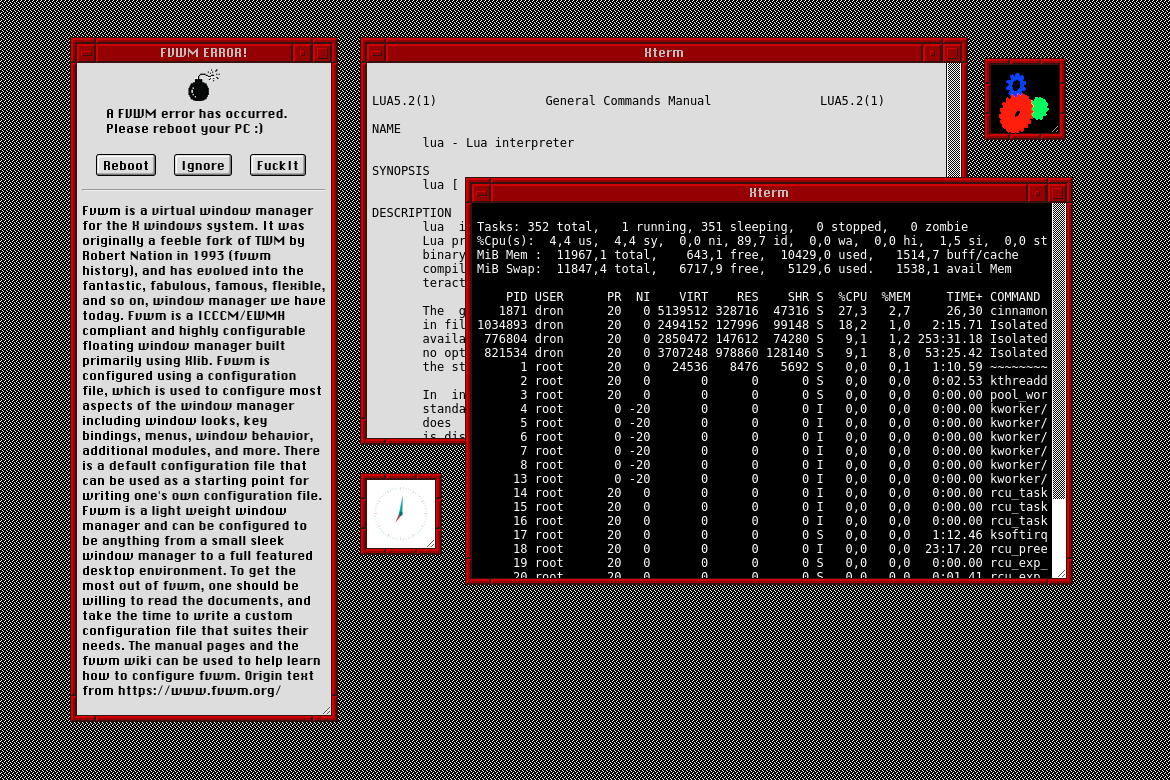 FVWM ERROR!
A FVWM error has occurred.
Please reboot your PC :)
Reboot Ignore FuckIt
Fvwm is a virtual window manager
for the X windows system. It was
originally a feeble fork of TWM by
Robert Nation in 1993 (fvwm
history), and has evolved into the
fantastic, fabulous, famous, flexible,
and so on, window manager we have
today. Fvwm is a ICCCM/EWMH
compliant and highly configurable
floating window manager built
primarily using Xlib. Fvwm is
configured using a configuration
file, which is used to configure most
aspects of the window manager
including window looks, key
bindings, menus, window behavior,
additional modules, and more. There
is a default configuration file that
can be used as a starting point for
writing one's own configuration file.
Fvwm is a light weight window
manager and can be configured to
be anything from a small sleek
window manager to a full featured
desktop environment. To get the
most out of fvwm, one should be
willing to read the documents, and
take the time to write a custom
configuration file that suites their
needs. The manual pages and the
fvwm wiki can be used to help learn
how to configure fvwm. Origin text
from https://www.fvwm.org/
Xterm
LUA5.2(1) General Commands Manual LUA5.2(1)
NAME
lua - Lua interpreter
SYNOPSIS
lua [
DESCRIPTION
lua i
Lua pr
binary
compil
teract
The g
in fil
availa
no opt
the st
In in
standa
does
is dis
Xterm
Tasks: 352 total, 1 running, 351 sleeping, 0 stopped, 0 zombie
%Cpu(s): 4,4 us, 4,4 sy, 0,0 ni, 89,7 id, 0,0 wa, 0,0 hi, 1,5 si, 0,0 st
MiB Mem : 11967,1 total, 643,1 free, 10429,0 used, 1514,7 buff/cache
MiB Swap: 11847,4 total, 6717,9 free, 5129,6 used. 1538,1 avail Mem
PID USER PR NI VIRT RES SHR S %CPU %MEM TIME+ COMMAND
1871 dron 20 0 5139512 328716 47316 S 27,3 2,7 26,30 cinnamon
1034893 dron 20 0 2494152 127996 99148 S 18,2 1,0 2:15.71 Isolated
776804 dron 20 0 2850472 147612 74280 S 9,1 1,2 253:31.18 Isolated
821534 dron 20 0 3707248 978860 128140 S 9,1 8,0 53:25.42 Isolated
1 root 20 0 24536 8476 5692 S 0,0 0,1 1:10.59 ~~~~~~~~
2 root 20 0 0 0 0 S 0,0 0,0 0:02.53 kthreadd
3 root 20 0 0 0 0 S 0,0 0,0 0:00.00 pool_wor
4 root 0 -20 0 0 0 I 0,0 0,0 0:00.00 kworker/
5 root 0 -20 0 0 0 I 0,0 0,0 0:00.00 kworker/
6 root 0 -20 0 0 0 I 0,0 0,0 0:00.00 kworker/
7 root 0 -20 0 0 0 I 0,0 0,0 0:00.00 kworker/
8 root 0 -20 0 0 0 I 0,0 0,0 0:00.00 kworker/
13 root 0 -20 0 0 0 I 0,0 0,0 0:00.00 kworker/
14 root 20 0 0 0 0 I 0,0 0,0 0:00.00 rcu_task
15 root 20 0 0 0 0 I 0,0 0,0 0:00.00 rcu_task
16 root 20 0 0 0 0 I 0,0 0,0 0:00.00 rcu_task
17 root 20 0 0 0 0 S 0,0 0,0 1:12.46 ksoftirq
18 root 20 0 0 0 0 I 0,0 0,0 23:17.20 rcu_pree
19 root 20 0 0 0 0 S 0,0 0,0 0:00.00 rcu_exp_
20 root 20 0 0 0 0 S 0,0 0,0 0:01.41 rcu_exp_